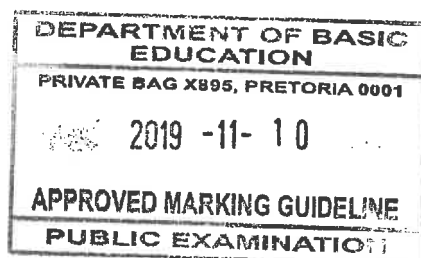 DEPARTMENT OF BASIC
EDUCATION
PRIVATE BAG X895, PRETORIA 0001
2019 -11- 10
APPROVED MARKING GUIDELINE
PUBLIC EXAMINATION